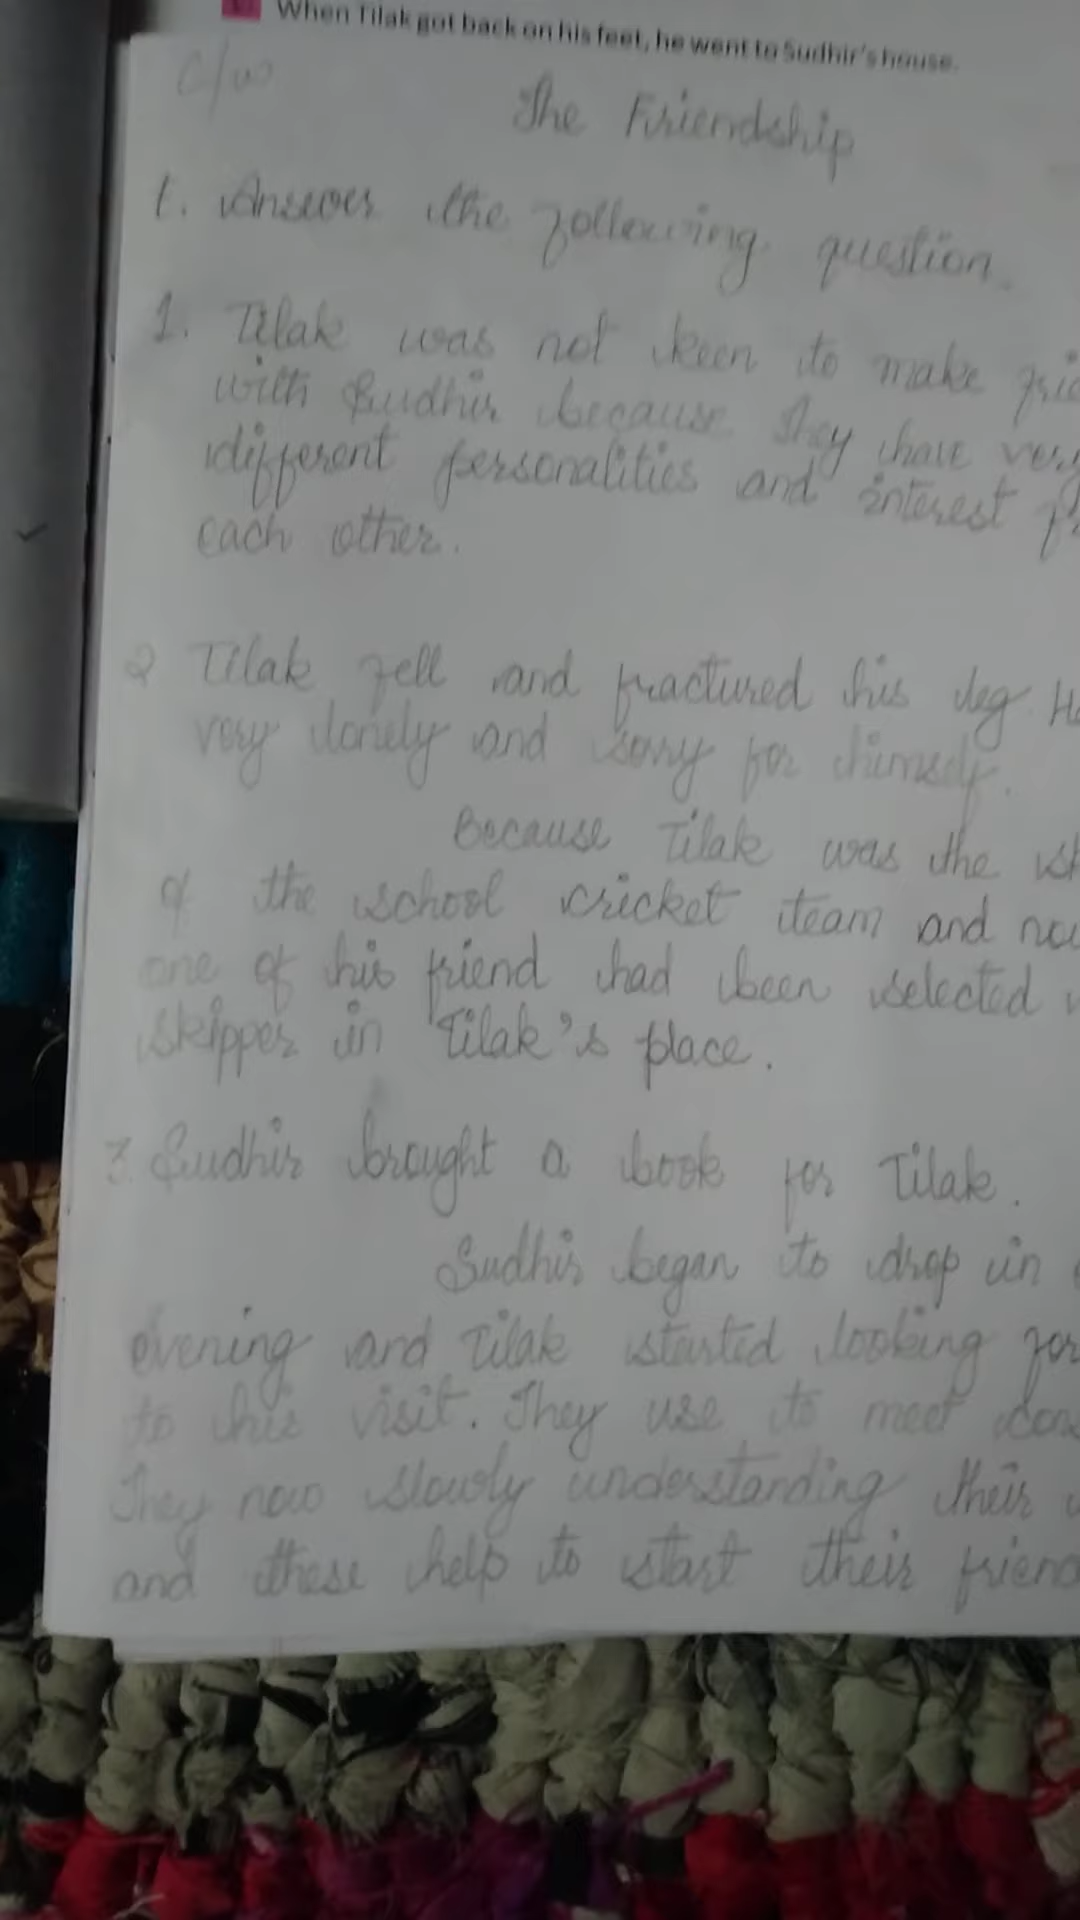 When Tilak got back on his feet, he went to Sudhir's house.
C/W
The Friendship
1. Answer the following question.
1. Tilak was not keen to make
with Sudhir because they have very
different personalities and interest
each other.
2 Tilak fell and fractured his leg
very lonely and sorry for himself.
Because Tilak was the
of the school cricket team and
one of his friend had been selected
skipper in Tilak's place.
3. Sudhir brought a book for Tilak.
Sudhir began to drop in
evening and Tilak started looking
to his visit. They use to meet
They now slowly understanding their
and these help to start their